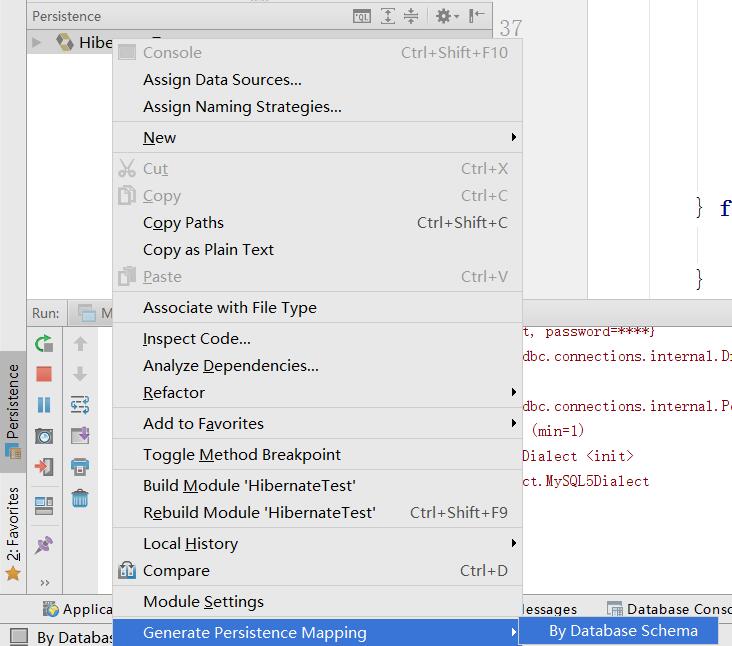 Persistence
37
Hibe
Console Ctrl+Shift+F10
Assign Data Sources...
Assign Naming Strategies...
New
Cut Ctrl+X
Copy Ctrl+C
Copy Paths Ctrl+Shift+C
Copy as Plain Text
Paste Ctrl+V
Associate with File Type
Inspect Code...
Analyze Dependencies...
Refactor
Add to Favorites
Toggle Method Breakpoint
Build Module 'HibernateTest'
Rebuild Module 'HibernateTest' Ctrl+Shift+F9
Local History
Compare Ctrl+D
Module Settings
Generate Persistence Mapping
By Database Schema
} f
}
Run: M
t, password=****}
dbc.connections.internal.D
dbc.connections.internal.P
(min=1)
Dialect <init>
ct.MySQL5Dialect
Persistence
2: Favorites
Applica
Messages
Database Conso
By Databas